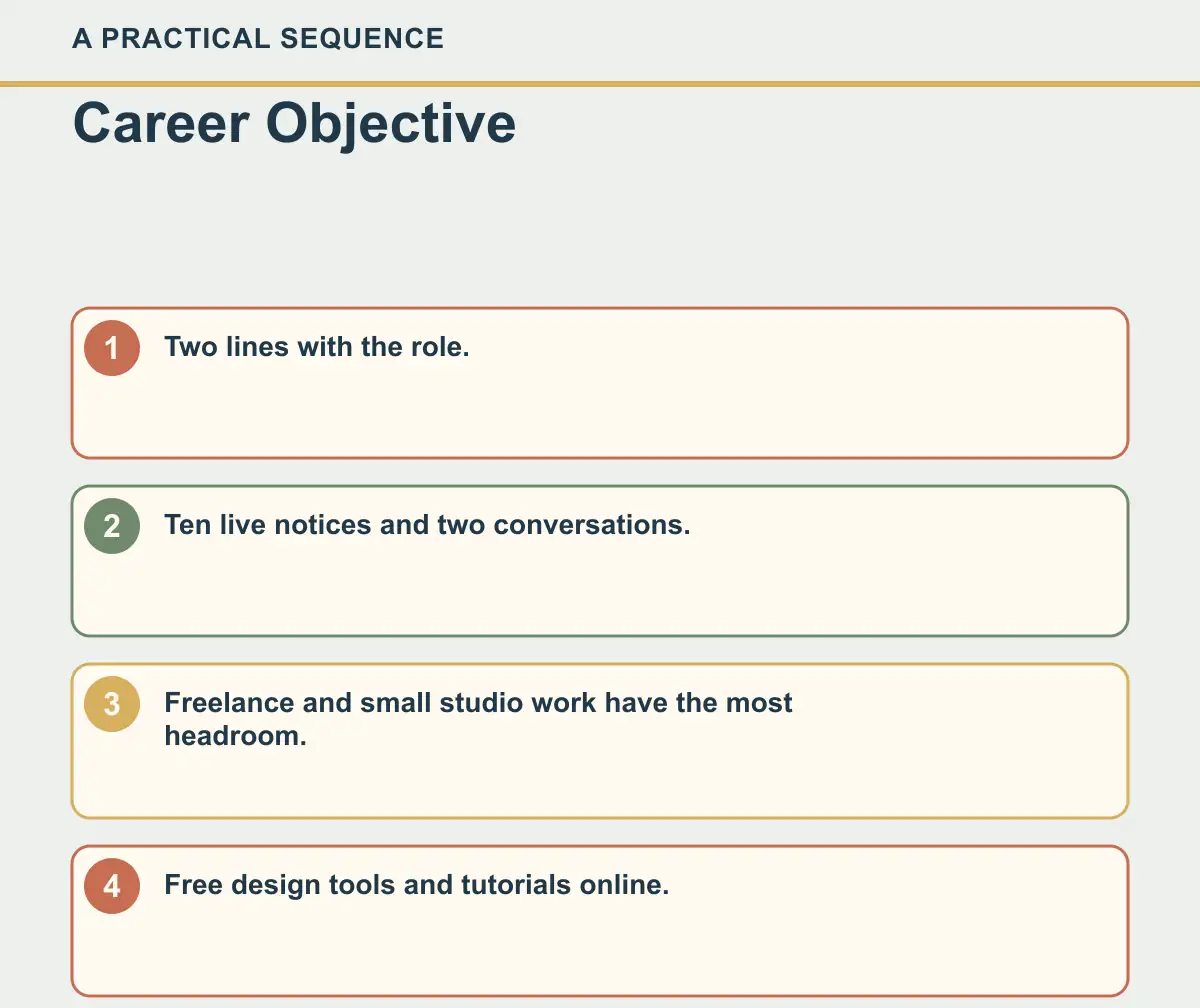 A PRACTICAL SEQUENCE
Career Objective
1
Two lines with the role.
2
Ten live notices and two conversations.
3
Freelance and small studio work have the most
headroom.
4
Free design tools and tutorials online.